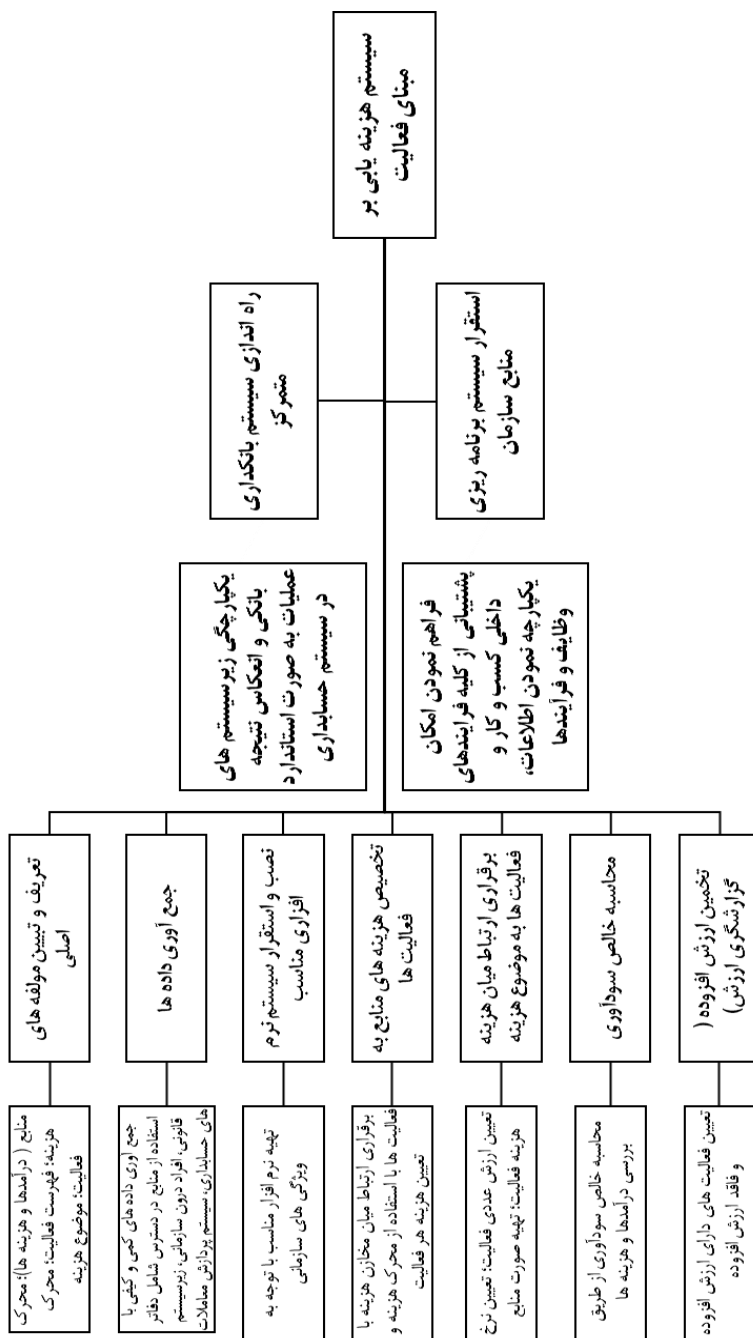 سیستم هزینه یابی بر
مبنای فعالیت
راه اندازی سیستم بانکداری
متمرکز
استقرار سیستم برنامه ریزی
منابع سازمان
یکپارچگی زیرسیستم های
بانکی و انعکاس نتیجه
عملیات به صورت استاندارد
در سیستم حسابداری
فراهم نمودن امکان
پشتیبانی از کلیه فرایندهای
داخلی کسب و کار و
یکپارچه نمودن اطلاعات،
وظایف و فرآیندها
تعریف و تبیین مولفه های
اصلی
منابع ( درآمدها و هزینه ها)؛ محرک
هزینه؛ فهرست فعالیت؛ محرک
فعالیت؛ موضوع هزینه
جمع آوری داده ها
جمع آوری داده های کمی و کیفی با
استفاده از منابع در دسترس شامل دفاتر
قانونی، افراد درون سازمانی، زیرسیستم
های حسابداری، سیستم پردازش معاملات
نصب و استقرار سیستم نرم
افزاری مناسب
تهیه نرم افزار مناسب با توجه به
ویژگی های سازمانی
تخصیص هزینه های منابع به
فعالیت ها
برقراری ارتباط میان مخازن هزینه با
فعالیت ها با استفاده از محرک هزینه و
تعیین هزینه هر فعالیت
برقراری ارتباط میان هزینه
فعالیت ها به موضوع هزینه
تعیین ارزش عددی فعالیت؛ تعیین نرخ
هزینه فعالیت؛ تهیه صورت منابع
محاسبه خالص سودآوری
محاسبه خالص سودآوری از طریق
بررسی درآمدها و هزینه ها
تخمین ارزش افزوده (
گزارشگری ارزش)
تعیین فعالیت های دارای ارزش افزوده
و فاقد ارزش افزوده